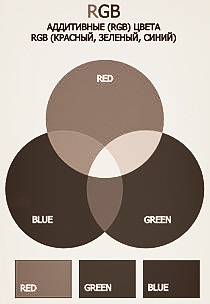 RGB
АДДИТИВНЫЕ (RGB) ЦВЕТА
RGB (КРАСНЫЙ, ЗЕЛЕНЫЙ, СИНИЙ)
RED
BLUE
GREEN
RED
GREEN
BLUE